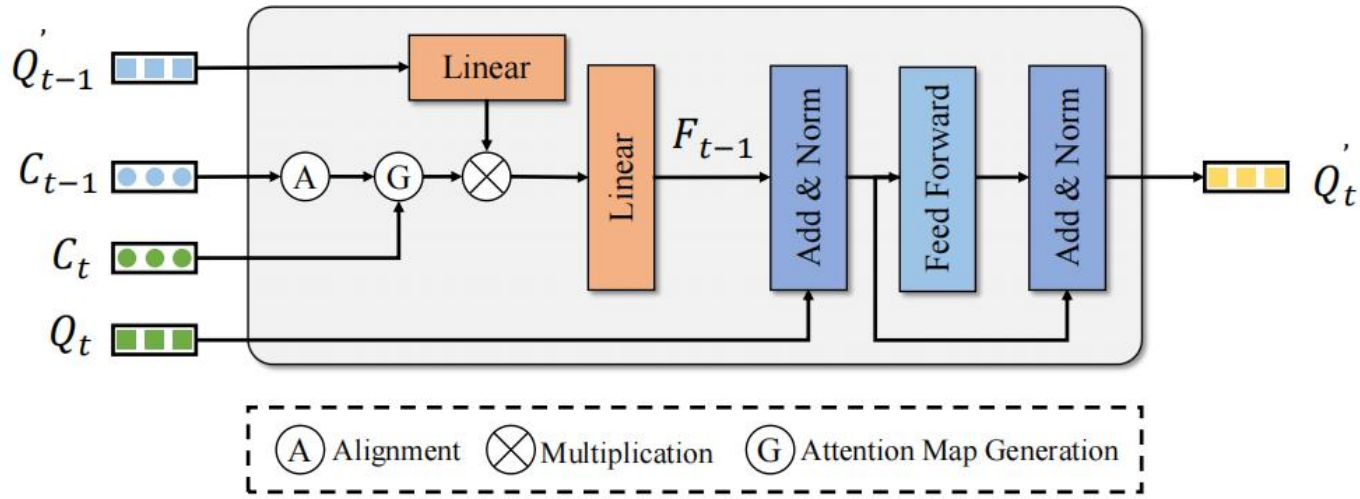 Q'_{t-1}
Linear
C_{t-1}
A
G
Linear
F_{t-1}
Add & Norm
Feed Forward
Add & Norm
Q'_t
C_t
Q_t
A Alignment
Multiplication
G Attention Map Generation